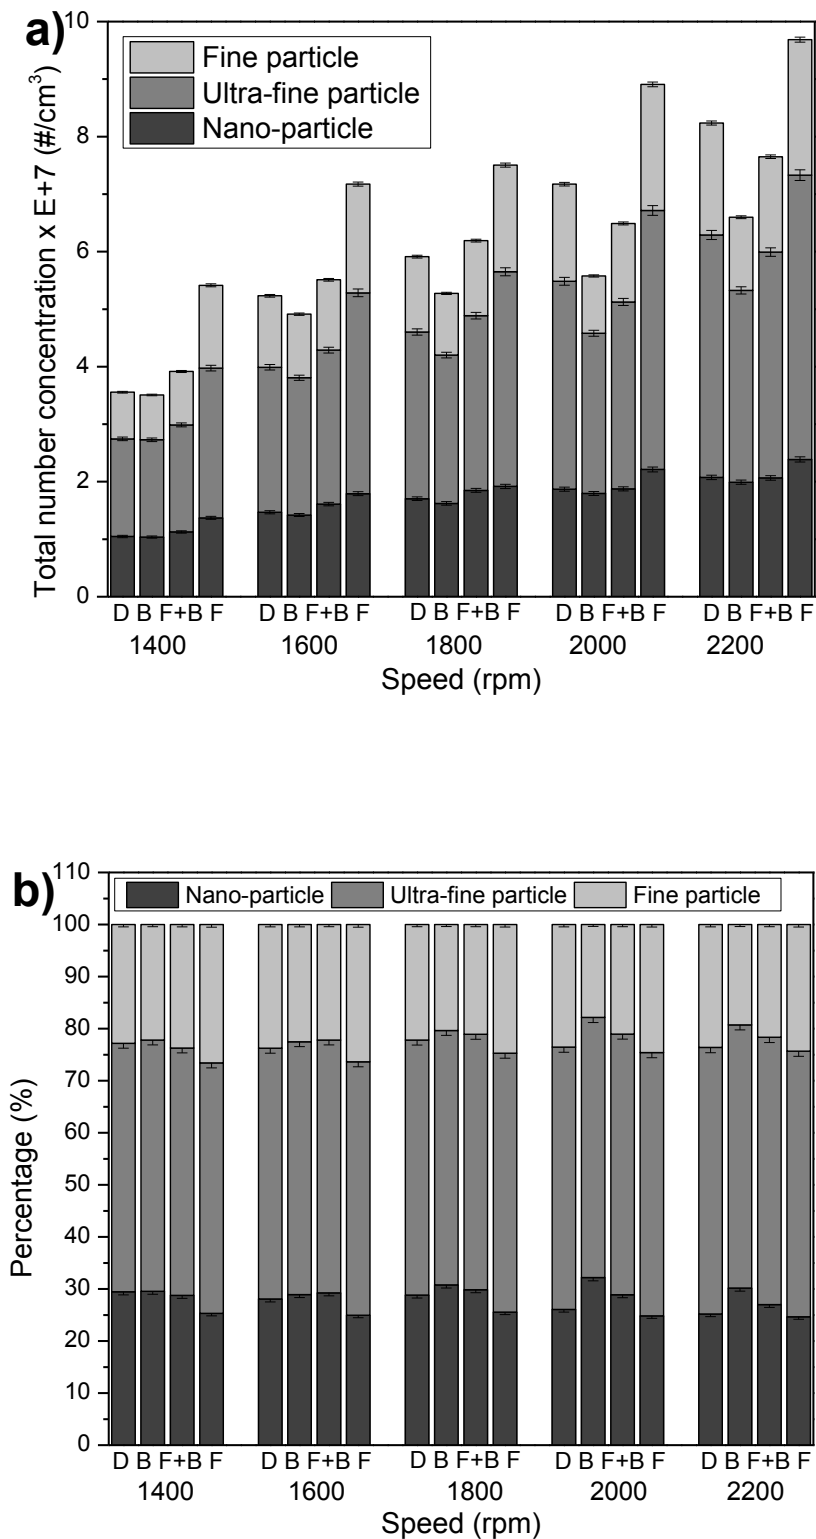 a)
Fine particle
Ultra-fine particle
Nano-particle
Total number concentration x E+7 (#/cm³)
10
8
6
4
2
0
D B F+B F D B F+B F D B F+B F D B F+B F D B F+B F
1400 1600 1800 2000 2200
Speed (rpm)
b)
Nano-particle Ultra-fine particle Fine particle
Percentage (%)
110
100
90
80
70
60
50
40
30
20
10
0
D B F+B F D B F+B F D B F+B F D B F+B F D B F+B F
1400 1600 1800 2000 2200
Speed (rpm)